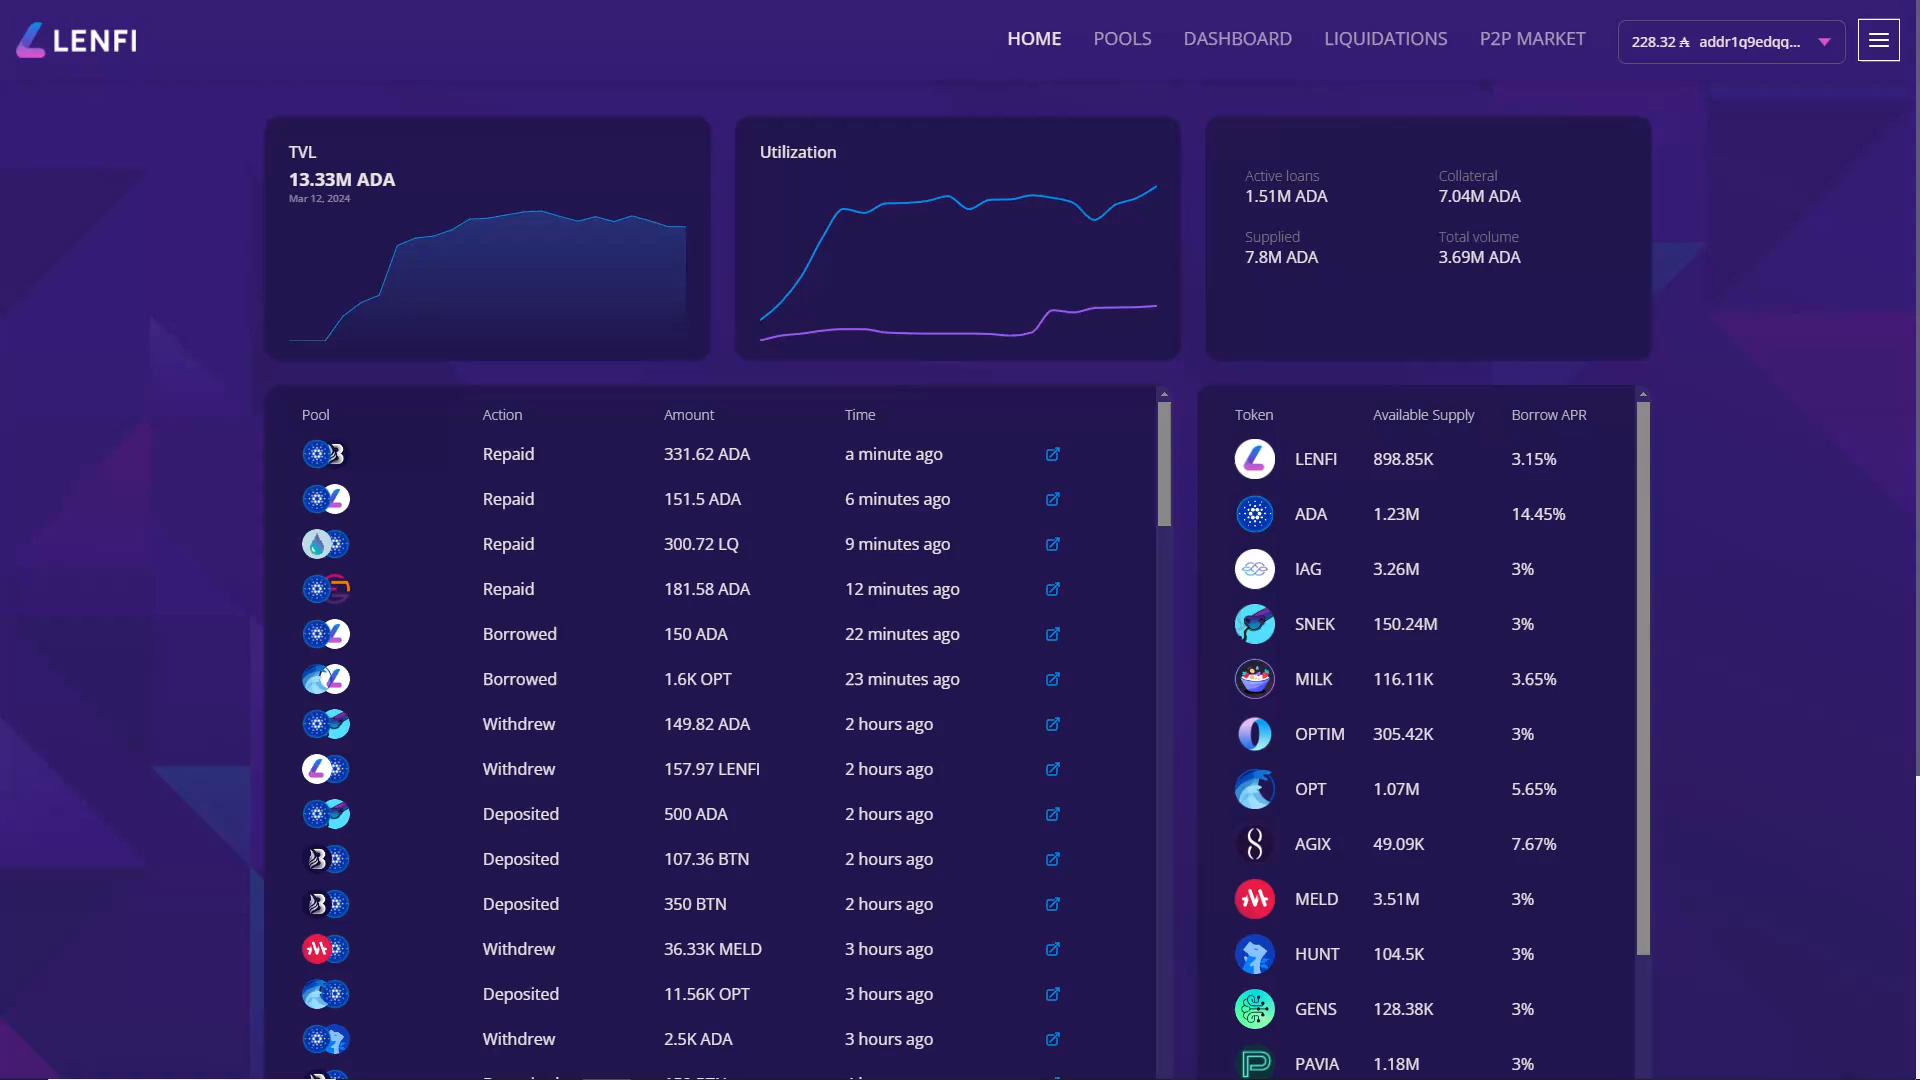 LENFI
HOME POOLS DASHBOARD LIQUIDATIONS P2P MARKET 228.32 ₳ addr1q9edqq...
TVL
13.33M ADA
Mar 12, 2024
Utilization
Active loans Collateral
1.51M ADA 7.04M ADA
Supplied Total volume
7.8M ADA 3.69M ADA
Pool Action Amount Time
Repaid 331.62 ADA a minute ago
Repaid 151.5 ADA 6 minutes ago
Repaid 300.72 LQ 9 minutes ago
Repaid 181.58 ADA 12 minutes ago
Borrowed 150 ADA 22 minutes ago
Borrowed 1.6K OPT 23 minutes ago
Withdrew 149.82 ADA 2 hours ago
Withdrew 157.97 LENFI 2 hours ago
Deposited 500 ADA 2 hours ago
Deposited 107.36 BTN 2 hours ago
Deposited 350 BTN 2 hours ago
Withdrew 36.33K MELD 3 hours ago
Deposited 11.56K OPT 3 hours ago
Withdrew 2.5K ADA 3 hours ago
Token Available Supply Borrow APR
LENFI 898.85K 3.15%
ADA 1.23M 14.45%
IAG 3.26M 3%
SNEK 150.24M 3%
MILK 116.11K 3.65%
OPTIM 305.42K 3%
OPT 1.07M 5.65%
AGIX 49.09K 7.67%
MELD 3.51M 3%
HUNT 104.5K 3%
GENS 128.38K 3%
PAVIA 1.18M 3%